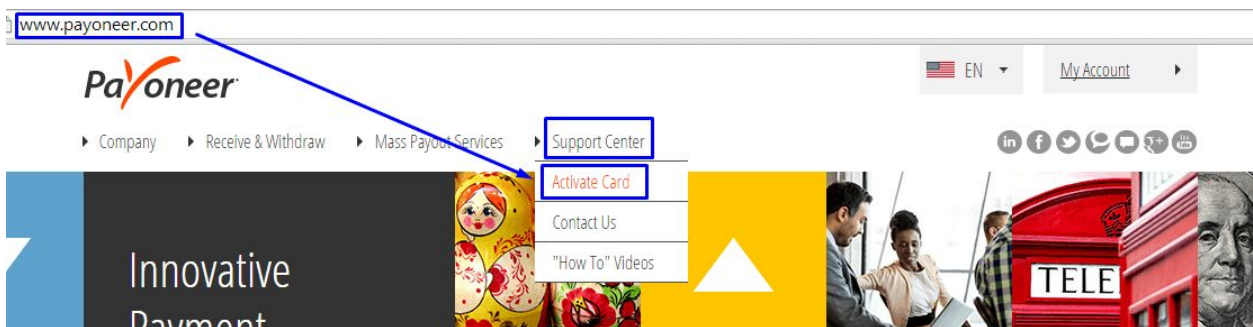 www.payoneer.com
Payoneer
EN
My Account
Company
Receive & Withdraw
Mass Payout Services
Support Center
Activate Card
Contact Us
"How To" Videos
Innovative
Payment
TELE